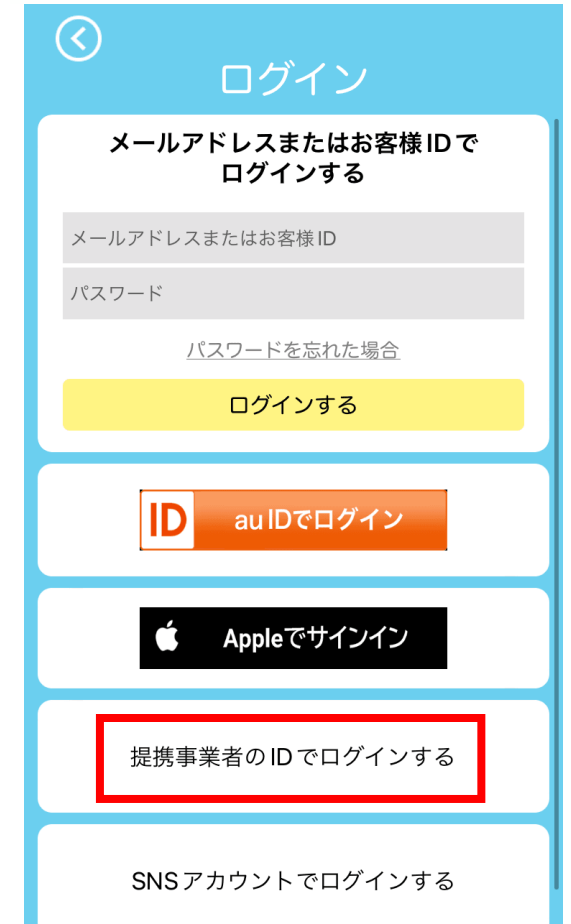 ログイン
メールアドレスまたはお客様IDで
ログインする
メールアドレスまたはお客様ID
パスワード
パスワードを忘れた場合
ログインする
ID au IDでログイン
Appleでサインイン
提携事業者のIDでログインする
SNSアカウントでログインする